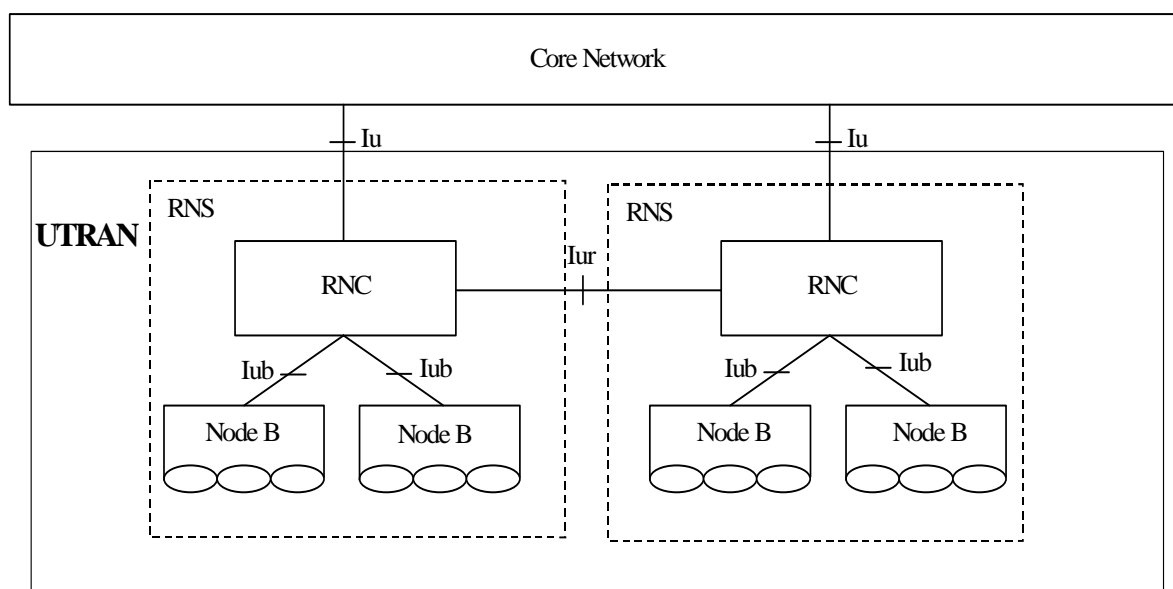 Core Network
Iu
Iu
RNS
RNS
UTRAN
Iur
RNC
RNC
Iub
Iub
Iub
Iub
Node B
Node B
Node B
Node B